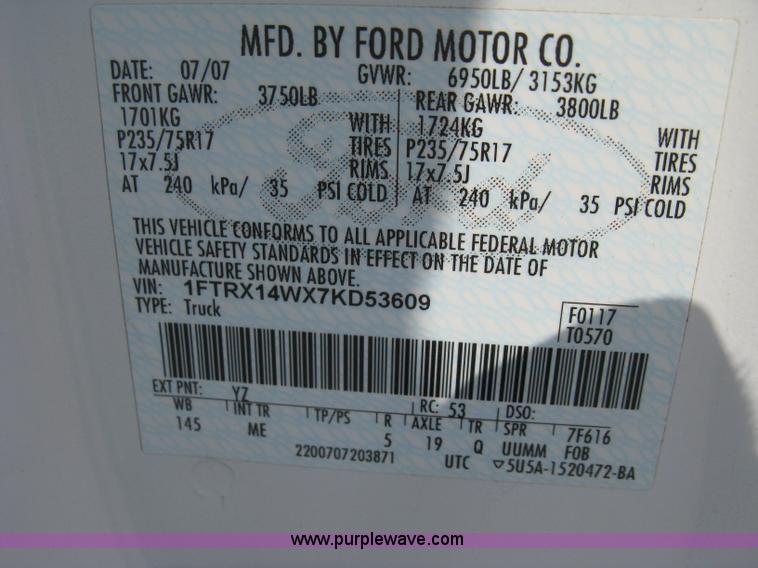 MFD. BY FORD MOTOR CO.
DATE: 07/07 GVWR: 6950LB/ 3153KG
FRONT GAWR: 3750LB REAR GAWR: 3800LB
1701KG WITH 1724KG WITH
P235/75R17 TIRES P235/75R17 TIRES
17x7.5J RIMS 17x7.5J RIMS
AT 240 kPa/ 35 PSI COLD AT 240 kPa/ 35 PSI COLD
Ford
THIS VEHICLE CONFORMS TO ALL APPLICABLE FEDERAL MOTOR
VEHICLE SAFETY STANDARDS IN EFFECT ON THE DATE OF
MANUFACTURE SHOWN ABOVE.
VIN: 1FTRX14WX7KD53609
TYPE: Truck
F0117
T0570
EXT PNT: YZ RC: 53 DSO:
WB INT TR TP/PS R AXLE TR SPR 7F616
145 ME 5 19 Q UUMM FOB
2200707203871 UTC ▽5U5A-1520472-BA
www.purplewave.com